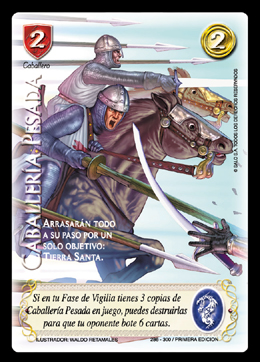 2
2
Caballero
CABALLERÍA PESADA
ARRASARÁN TODO
A SU PASO POR UN
SOLO OBJETIVO:
TIERRA SANTA.
Si en tu Fase de Vigilia tienes 3 copias de
Caballería Pesada en juego, puedes destruirlas
para que tu oponente bote 6 cartas.
ILUSTRADOR: WALDO RETAMALES
296 - 300 / PRIMERA EDICION